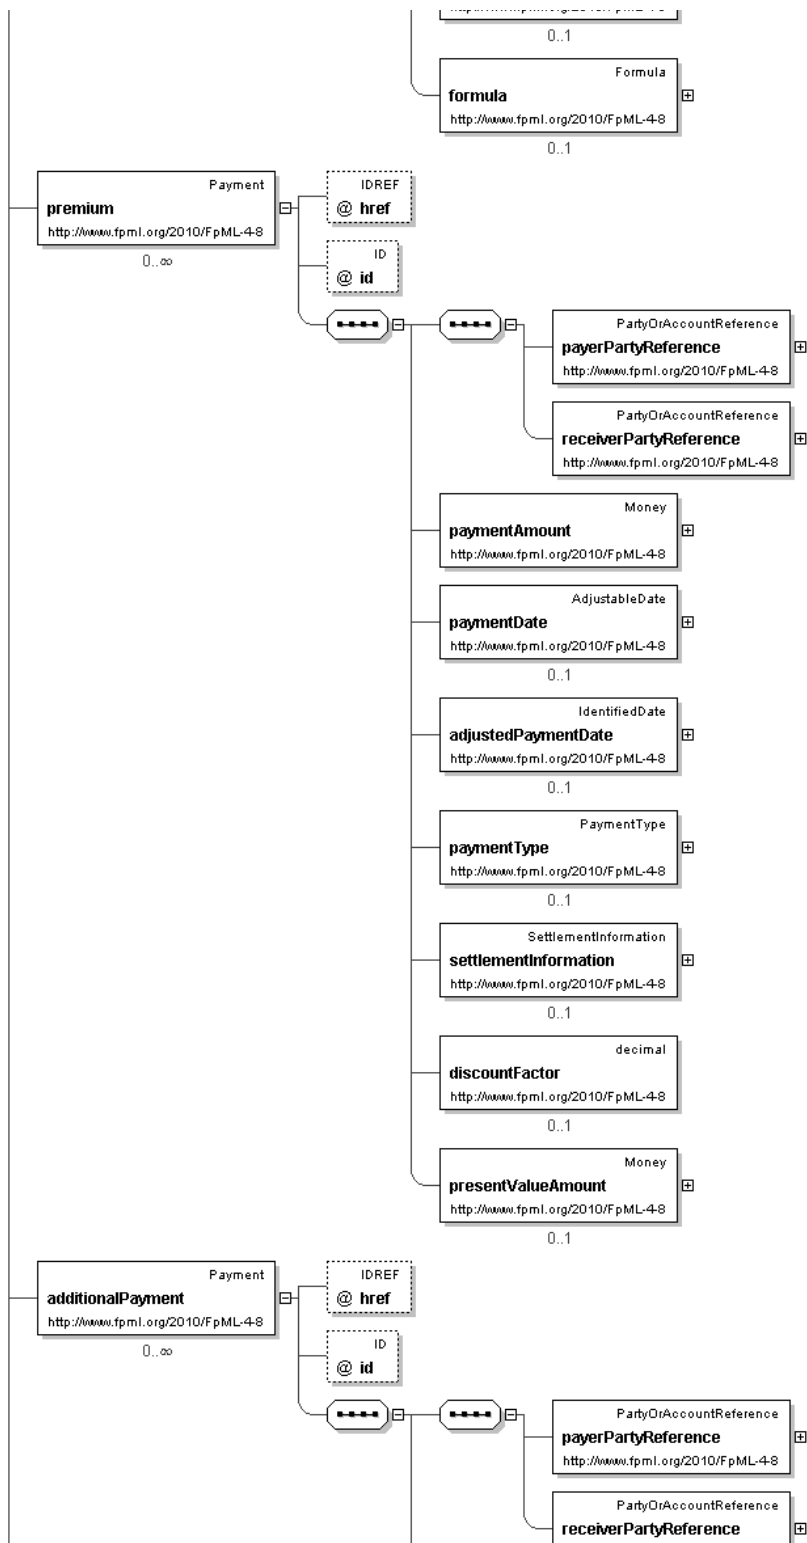 0..1
Formula
formula
http://www.fpml.org/2010/FpML-4-8
0..1
Payment
premium
http://www.fpml.org/2010/FpML-4-8
0..∞
IDREF
@ href
ID
@ id
PartyOrAccountReference
payerPartyReference
http://www.fpml.org/2010/FpML-4-8
PartyOrAccountReference
receiverPartyReference
http://www.fpml.org/2010/FpML-4-8
Money
paymentAmount
http://www.fpml.org/2010/FpML-4-8
AdjustableDate
paymentDate
http://www.fpml.org/2010/FpML-4-8
0..1
IdentifiedDate
adjustedPaymentDate
http://www.fpml.org/2010/FpML-4-8
0..1
PaymentType
paymentType
http://www.fpml.org/2010/FpML-4-8
0..1
SettlementInformation
settlementInformation
http://www.fpml.org/2010/FpML-4-8
0..1
decimal
discountFactor
http://www.fpml.org/2010/FpML-4-8
0..1
Money
presentValueAmount
http://www.fpml.org/2010/FpML-4-8
0..1
Payment
additionalPayment
http://www.fpml.org/2010/FpML-4-8
0..∞
IDREF
@ href
ID
@ id
PartyOrAccountReference
payerPartyReference
http://www.fpml.org/2010/FpML-4-8
PartyOrAccountReference
receiverPartyReference